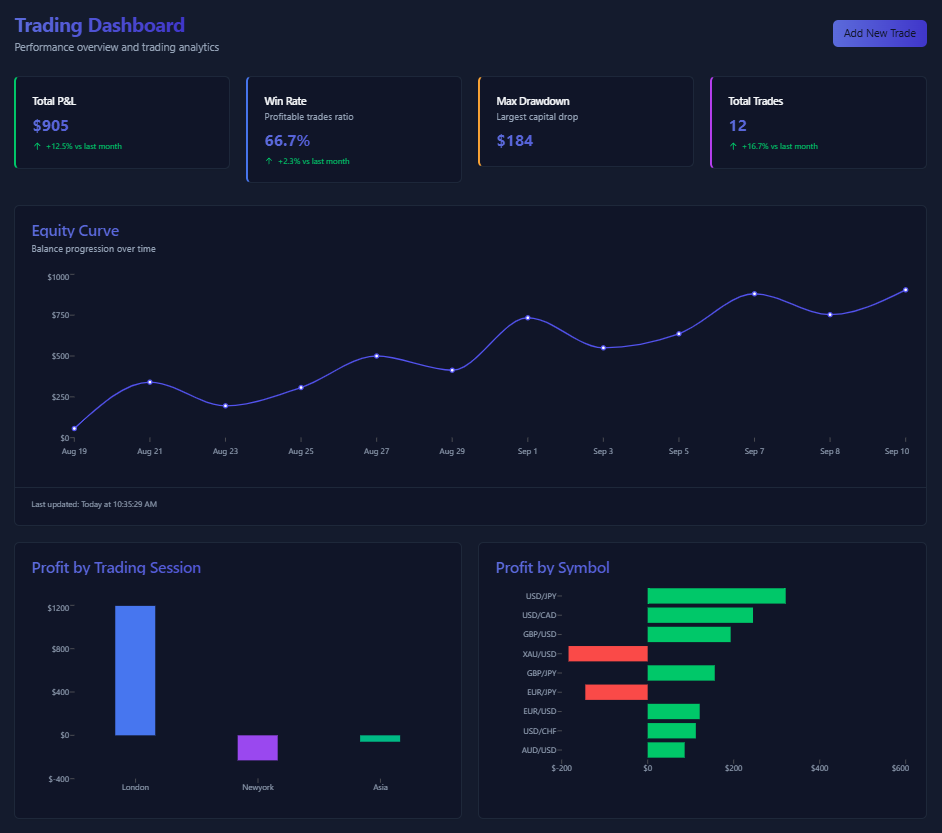 Trading Dashboard
Performance overview and trading analytics
Add New Trade
Total P&L
$905
↑ +12.5% vs last month
Win Rate
Profitable trades ratio
66.7%
↑ +2.3% vs last month
Max Drawdown
Largest capital drop
$184
Total Trades
12
↑ +16.7% vs last month
Equity Curve
Balance progression over time
$1000
$750
$500
$250
$0
Aug 19 Aug 21 Aug 23 Aug 25 Aug 27 Aug 29 Sep 1 Sep 3 Sep 5 Sep 7 Sep 8 Sep 10
Last updated: Today at 10:35:29 AM
Profit by Trading Session
$1200
$800
$400
$0
$-400
London Newyork Asia
Profit by Symbol
USD/JPY
USD/CAD
GBP/USD
XAU/USD
GBP/JPY
EUR/JPY
EUR/USD
USD/CHF
AUD/USD
$-200 $0 $200 $400 $600